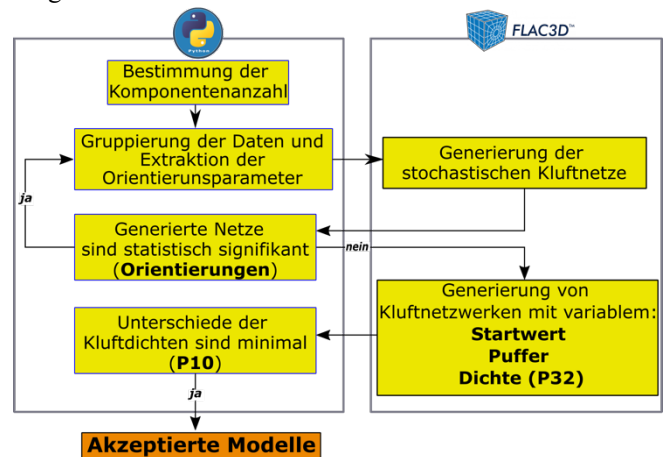 Python
FLAC3D™
Bestimmung der
Komponentenanzahl
Gruppierung der Daten und
Extraktion der
Orientierunsparameter
Generierung der
stochastischen Kluftnetze
ja
Generierte Netze
sind statistisch signifikant
(Orientierungen)
nein
Generierung von
Kluftnetzwerken mit variablem:
Startwert
Puffer
Dichte (P32)
Unterschiede der
Kluftdichten sind minimal
(P10)
ja
Akzeptierte Modelle